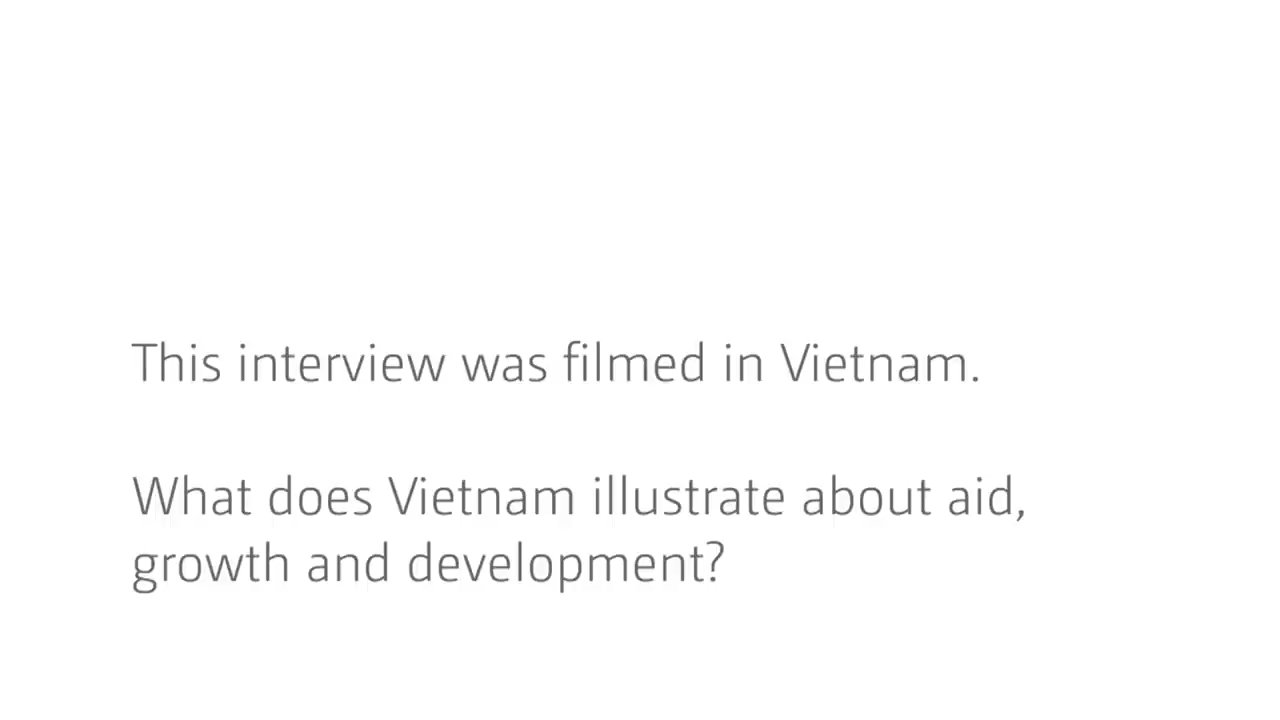 This interview was filmed in Vietnam.
What does Vietnam illustrate about aid,
growth and development?